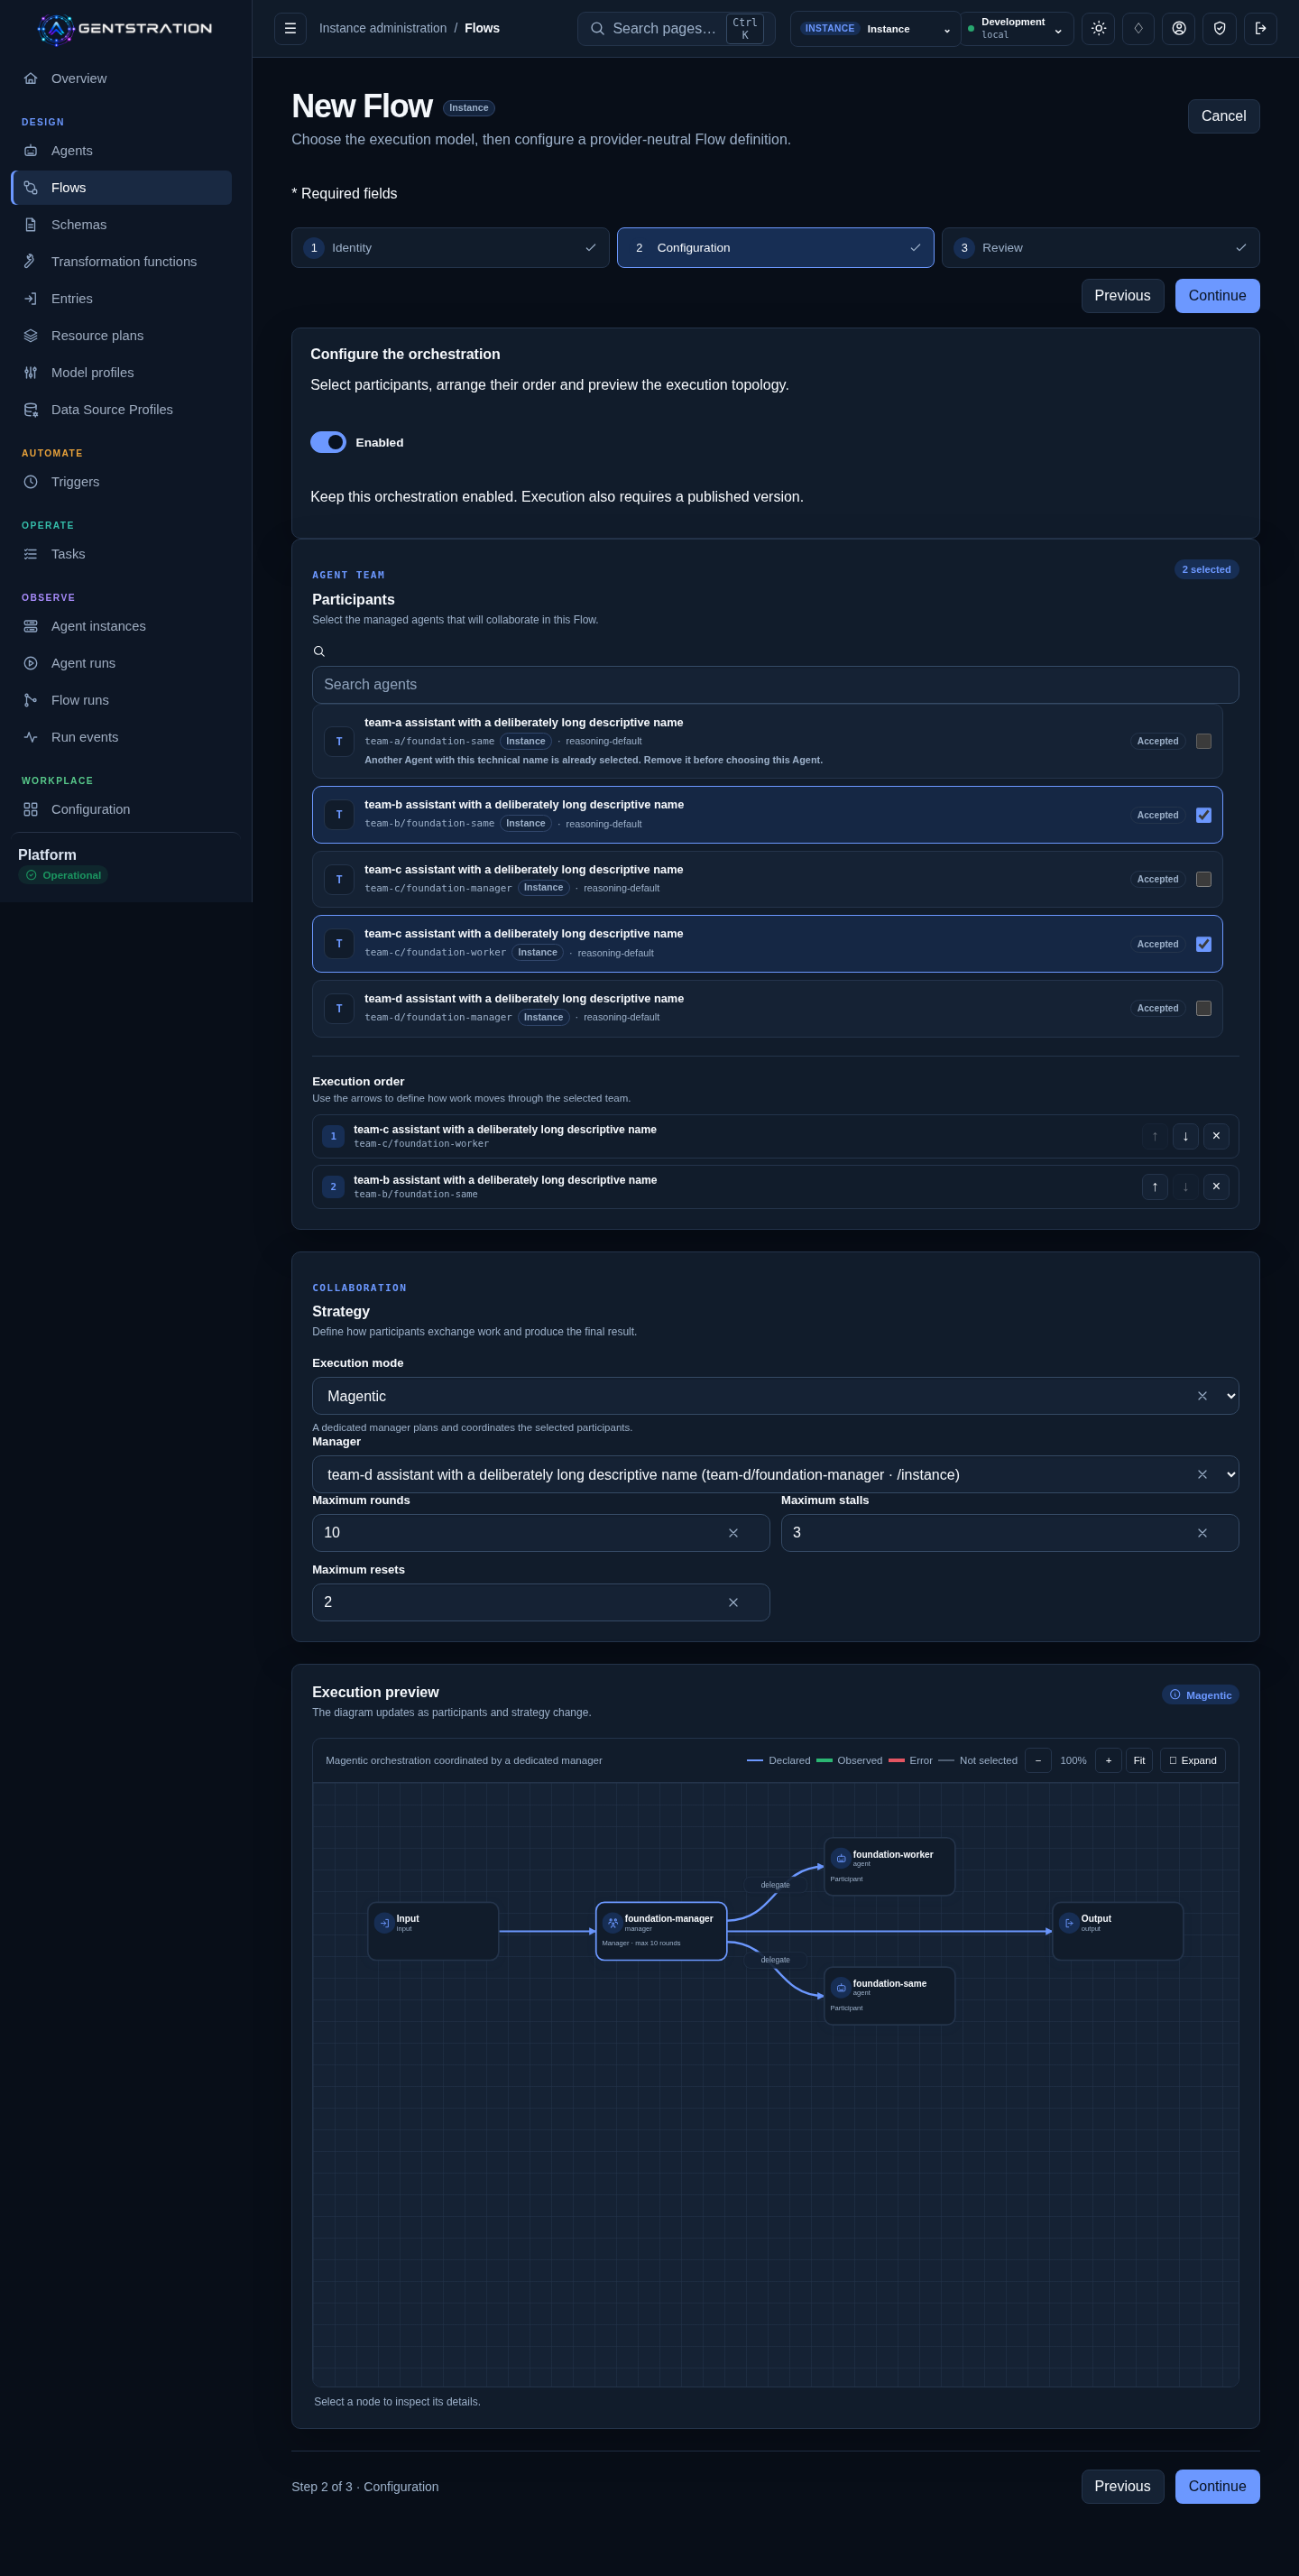 GENTSTRATION
Instance administration / Flows
Search pages…
Ctrl
K
INSTANCE Instance
Development
local
Overview
DESIGN
Agents
Flows
Schemas
Transformation functions
Entries
Resource plans
Model profiles
Data Source Profiles
AUTOMATE
Triggers
OPERATE
Tasks
OBSERVE
Agent instances
Agent runs
Flow runs
Run events
WORKPLACE
Configuration
Platform
Operational
New Flow Instance
Cancel
Choose the execution model, then configure a provider-neutral Flow definition.
* Required fields
1 Identity
2 Configuration
3 Review
Previous Continue
Configure the orchestration
Select participants, arrange their order and preview the execution topology.
Enabled
Keep this orchestration enabled. Execution also requires a published version.
AGENT TEAM
2 selected
Participants
Select the managed agents that will collaborate in this Flow.
Search agents
T
team-a assistant with a deliberately long descriptive name
team-a/foundation-same Instance · reasoning-default
Another Agent with this technical name is already selected. Remove it before choosing this Agent.
Accepted
T
team-b assistant with a deliberately long descriptive name
team-b/foundation-same Instance · reasoning-default
Accepted
T
team-c assistant with a deliberately long descriptive name
team-c/foundation-manager Instance · reasoning-default
Accepted
T
team-c assistant with a deliberately long descriptive name
team-c/foundation-worker Instance · reasoning-default
Accepted
T
team-d assistant with a deliberately long descriptive name
team-d/foundation-manager Instance · reasoning-default
Accepted
Execution order
Use the arrows to define how work moves through the selected team.
1
team-c assistant with a deliberately long descriptive name
team-c/foundation-worker
↑ ↓ ×
2
team-b assistant with a deliberately long descriptive name
team-b/foundation-same
↑ ↓ ×
COLLABORATION
Strategy
Define how participants exchange work and produce the final result.
Execution mode
Magentic
A dedicated manager plans and coordinates the selected participants.
Manager
team-d assistant with a deliberately long descriptive name (team-d/foundation-manager · /instance)
Maximum rounds
10
Maximum stalls
3
Maximum resets
2
Execution preview
Magentic
The diagram updates as participants and strategy change.
Magentic orchestration coordinated by a dedicated manager
Declared Observed Error Not selected − 100% + Fit Expand
foundation-worker
agent
Participant
delegate
Input
input
foundation-manager
manager
Manager · max 10 rounds
Output
output
delegate
foundation-same
agent
Participant
Select a node to inspect its details.
Step 2 of 3 · Configuration
Previous Continue